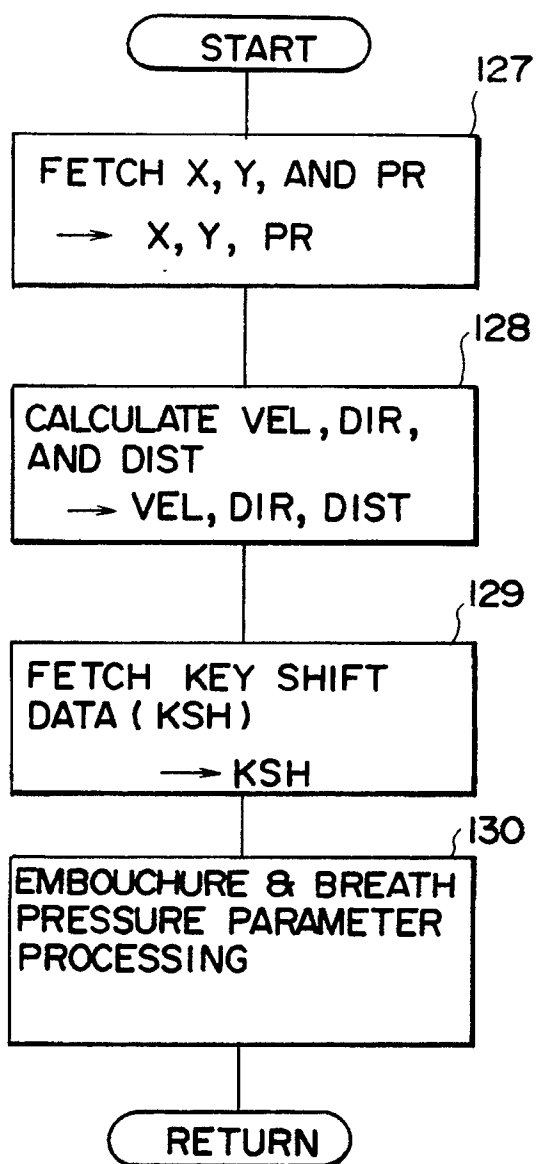 START
127
FETCH X, Y, AND PR
→ X, Y, PR
128
CALCULATE VEL, DIR,
AND DIST
→ VEL, DIR, DIST
129
FETCH KEY SHIFT
DATA (KSH)
→ KSH
130
EMBOUCHURE & BREATH
PRESSURE PARAMETER
PROCESSING
RETURN